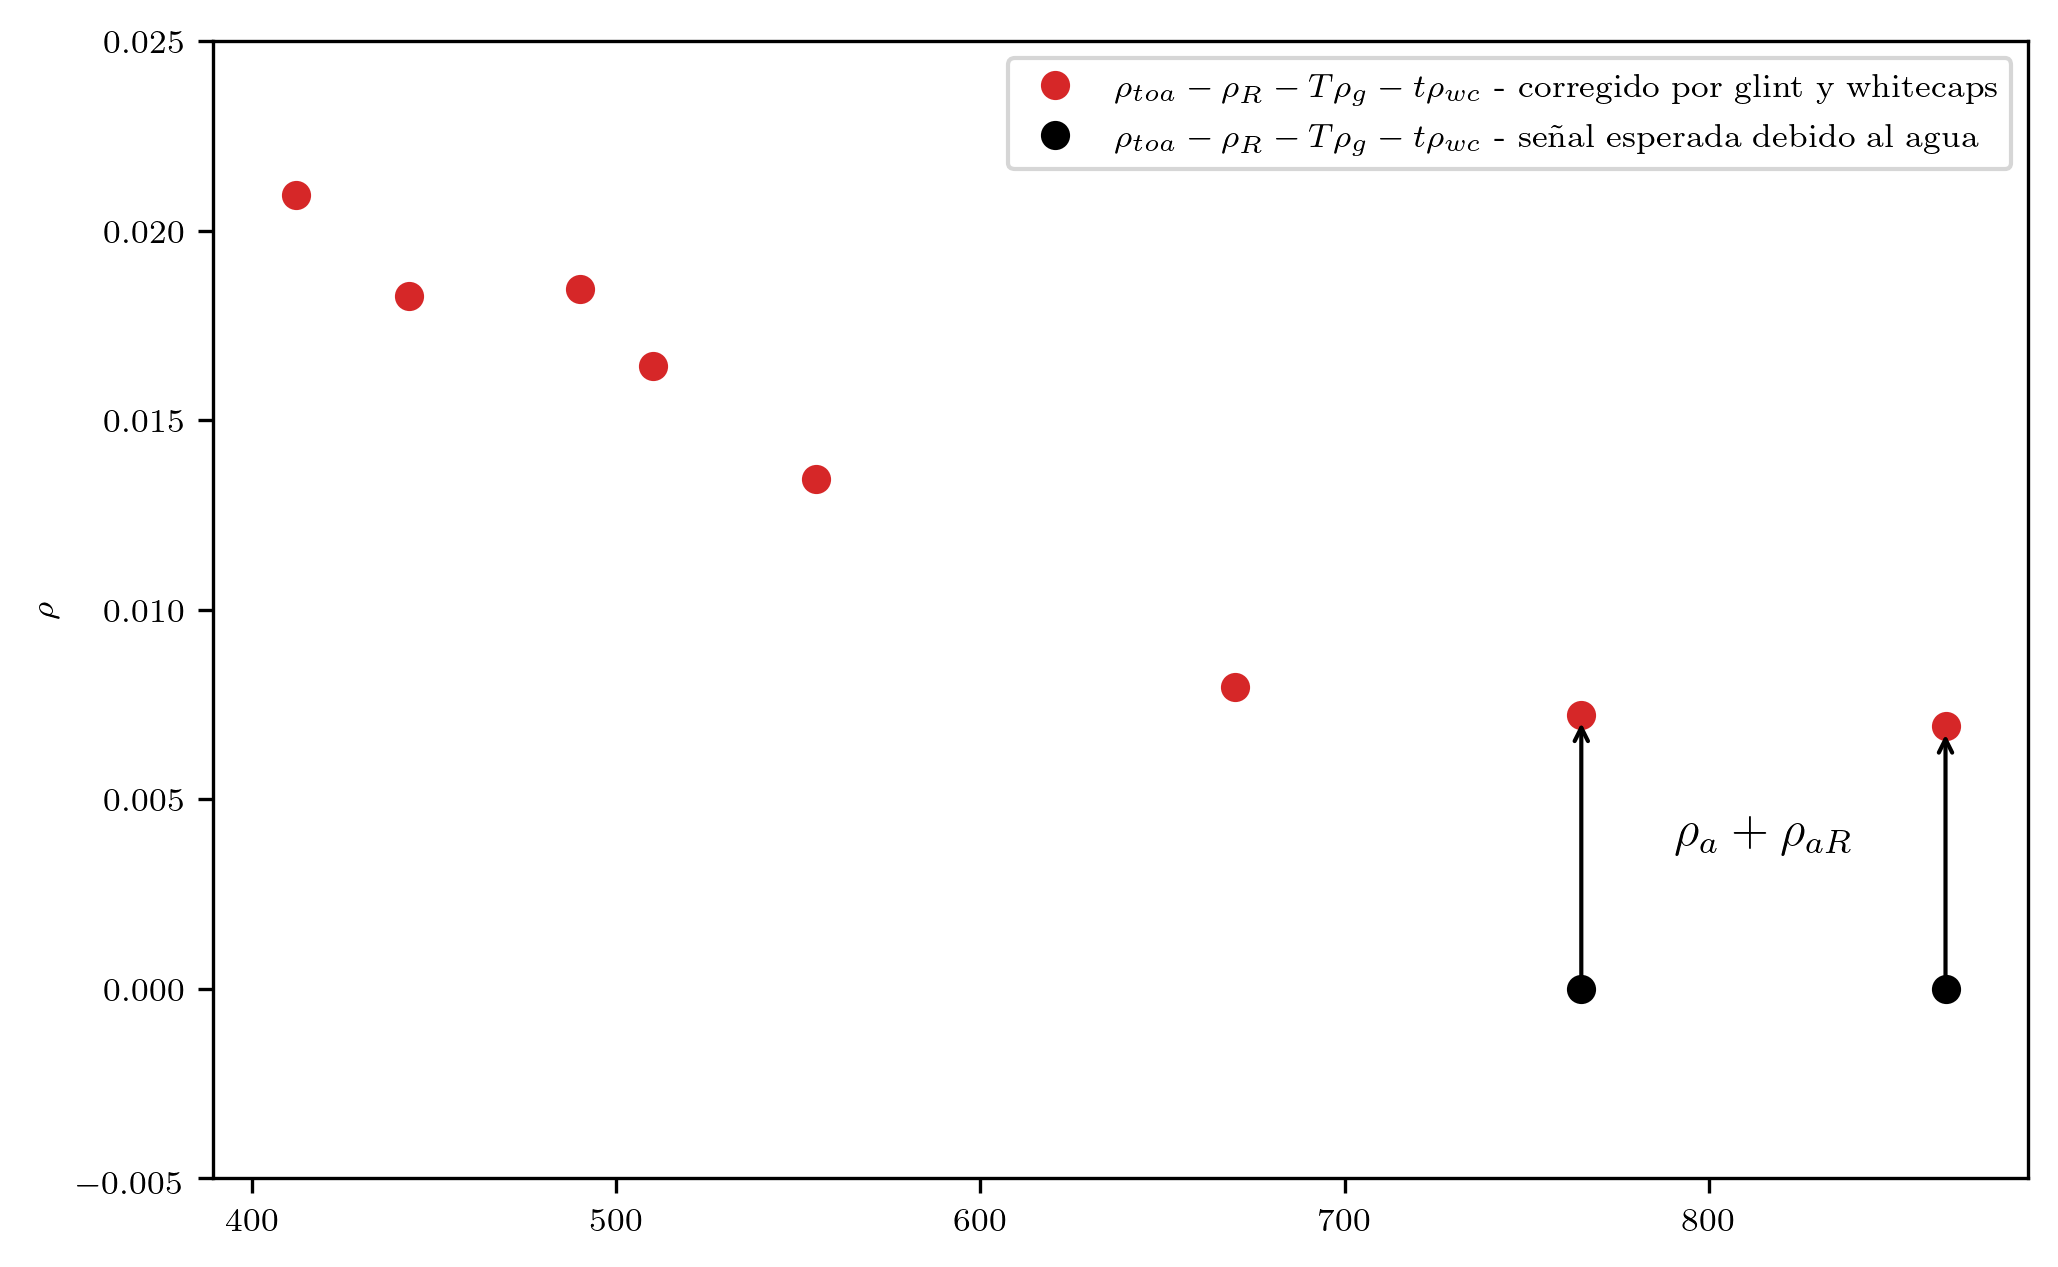 0.025
ρ_toa − ρ_R − Tρ_g − tρ_wc - corregido por glint y whitecaps
ρ_toa − ρ_R − Tρ_g − tρ_wc - señal esperada debido al agua
0.020
0.015
0.010
ρ
0.005
ρ_a + ρ_aR
0.000
−0.005
400 500 600 700 800